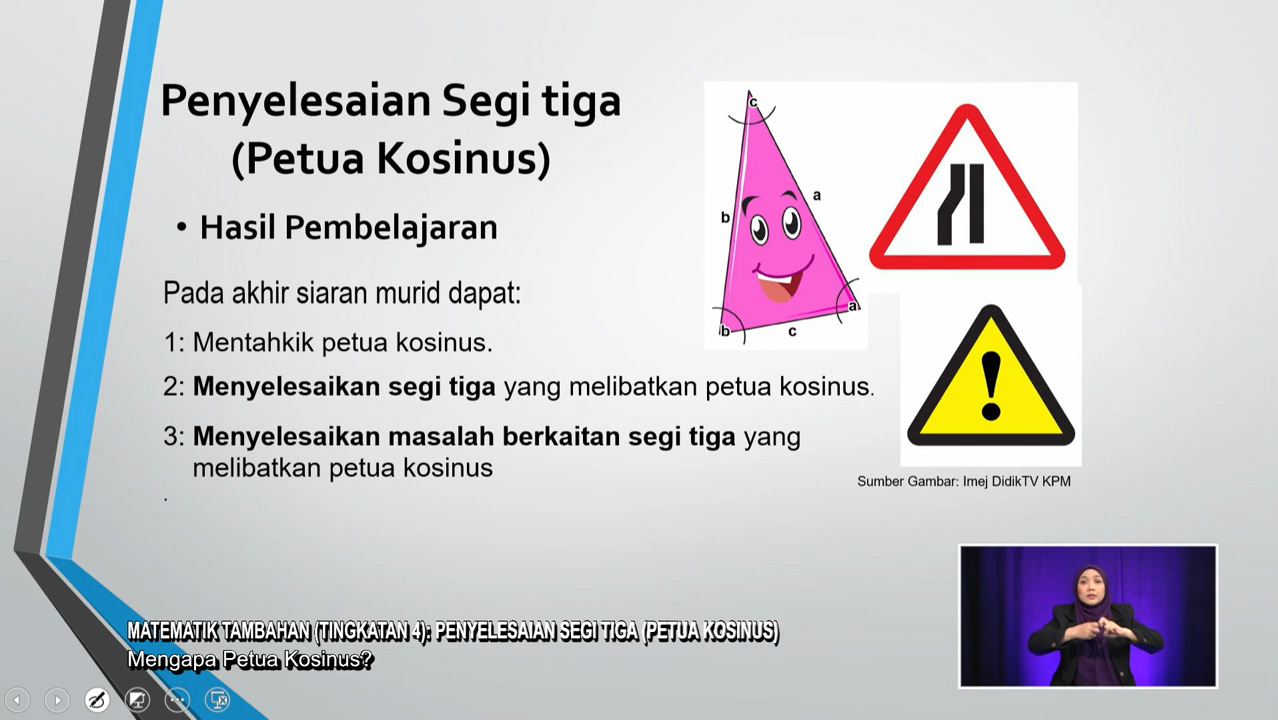 Penyelesaian Segi tiga
(Petua Kosinus)
• Hasil Pembelajaran
Pada akhir siaran murid dapat:
1: Mentahkik petua kosinus.
2: Menyelesaikan segi tiga yang melibatkan petua kosinus.
3: Menyelesaikan masalah berkaitan segi tiga yang
melibatkan petua kosinus
.
c
a
b
a
b
c
!
Sumber Gambar: Imej DidikTV KPM
MATEMATIK TAMBAHAN (TINGKATAN 4): PENYELESAIAN SEGI TIGA (PETUA KOSINUS)
Mengapa Petua Kosinus?